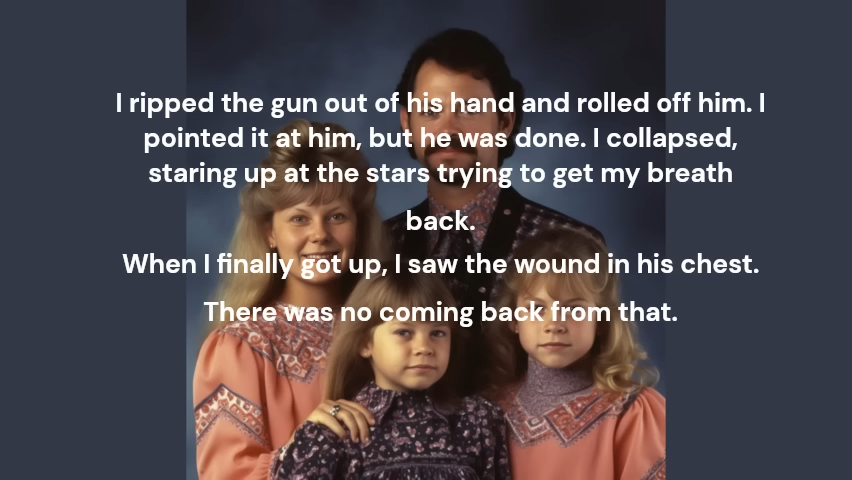 I ripped the gun out of his hand and rolled off him. I
pointed it at him, but he was done. I collapsed,
staring up at the stars trying to get my breath
back.
When I finally got up, I saw the wound in his chest.
There was no coming back from that.